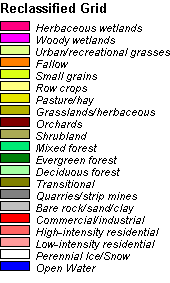 Reclassified Grid
Herbaceous wetlands
Woody wetlands
Urban/recreational grasses
Fallow
Small grains
Row crops
Pasture/hay
Grasslands/herbaceous
Orchards
Shrubland
Mixed forest
Evergreen forest
Deciduous forest
Transitional
Quarries/strip mines
Bare rock/sand/clay
Commercial/industrial
High-intensity residential
Low-intensity residential
Perennial Ice/Snow
Open Water